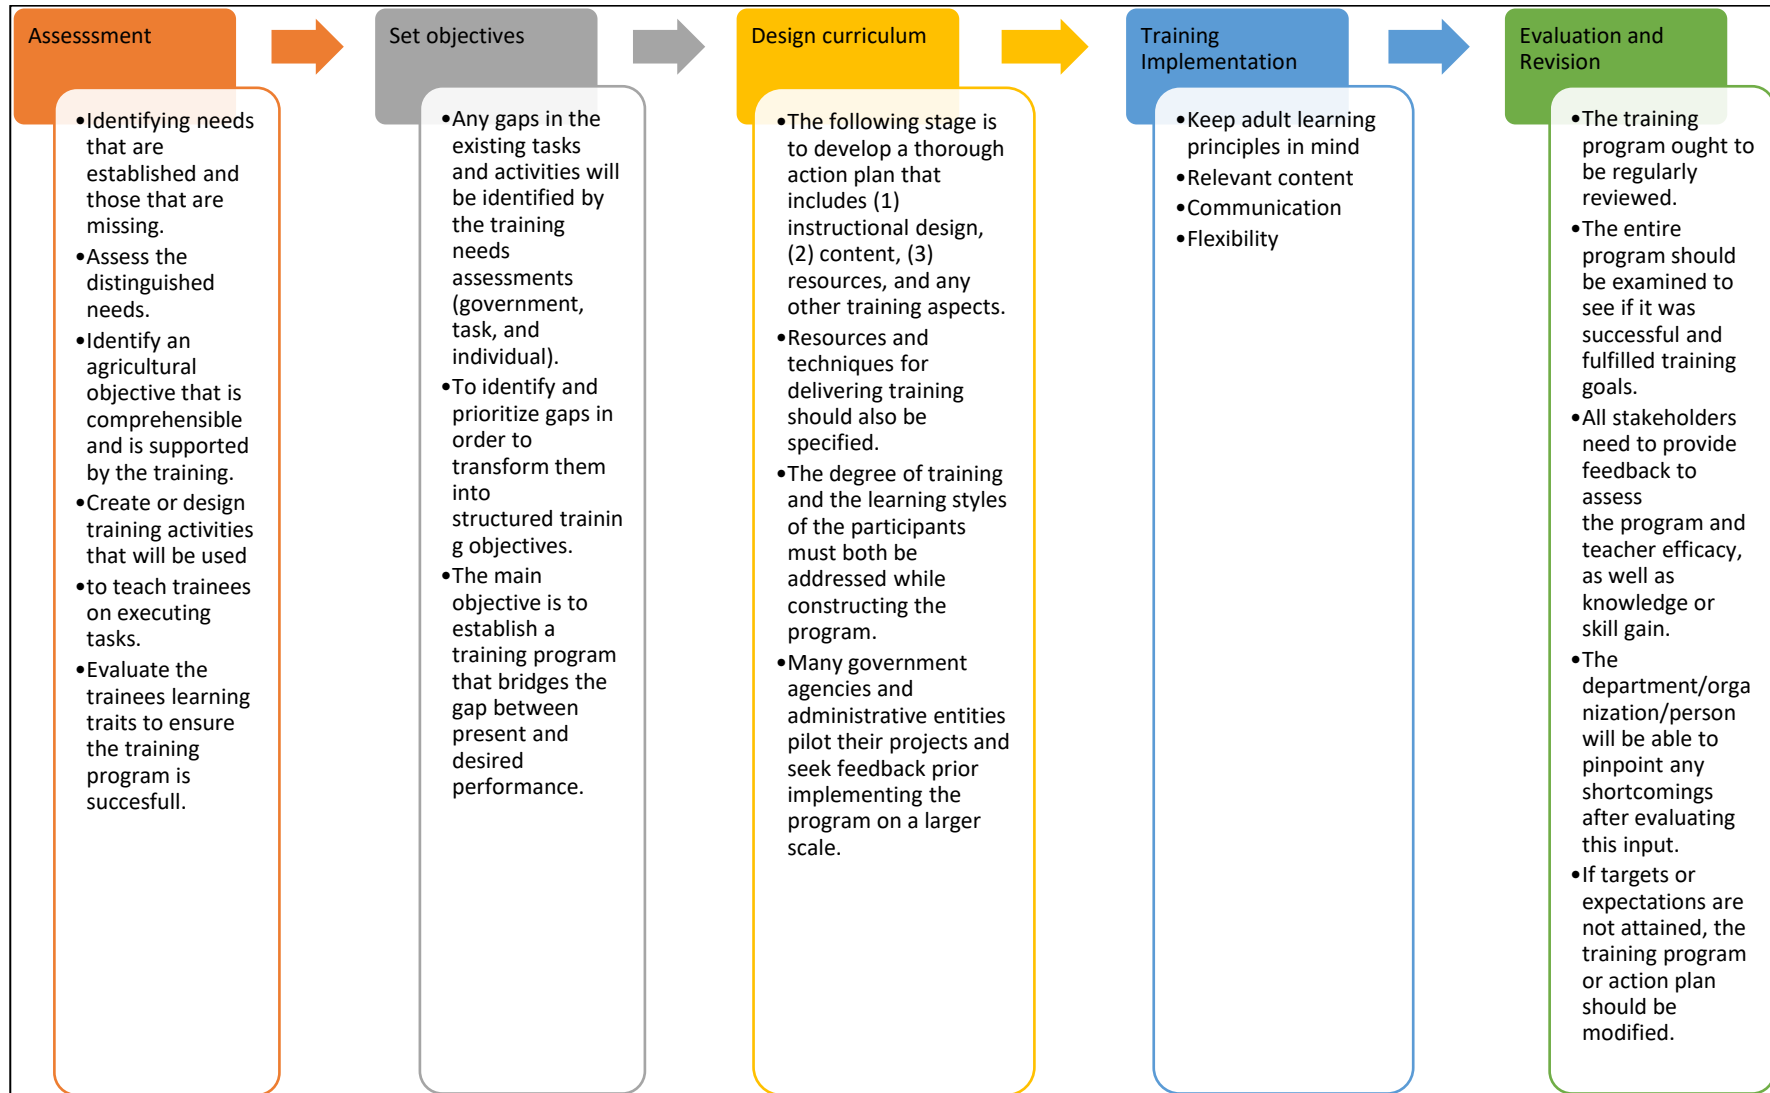 Assesssment
•Identifying needs
that are
established and
those that are
missing.
•Assess the
distinguished
needs.
•Identify an
agricultural
objective that is
comprehensible
and is supported
by the training.
•Create or design
training activities
that will be used
•to teach trainees
on executing
tasks.
•Evaluate the
trainees learning
traits to ensure
the training
program is
succesfull.
Set objectives
•Any gaps in the
existing tasks
and activities will
be identified by
the training
needs
assessments
(government,
task, and
individual).
•To identify and
prioritize gaps in
order to
transform them
into
structured trainin
g objectives.
•The main
objective is to
establish a
training program
that bridges the
gap between
present and
desired
performance.
Design curriculum
•The following stage is
to develop a thorough
action plan that
includes (1)
instructional design,
(2) content, (3)
resources, and any
other training aspects.
•Resources and
techniques for
delivering training
should also be
specified.
•The degree of training
and the learning styles
of the participants
must both be
addressed while
constructing the
program.
•Many government
agencies and
administrative entities
pilot their projects and
seek feedback prior
implementing the
program on a larger
scale.
Training
Implementation
•Keep adult learning
principles in mind
•Relevant content
•Communication
•Flexibility
Evaluation and
Revision
•The training
program ought to
be regularly
reviewed.
•The entire
program should
be examined to
see if it was
successful and
fulfilled training
goals.
•All stakeholders
need to provide
feedback to
assess
the program and
teacher efficacy,
as well as
knowledge or
skill gain.
•The
department/orga
nization/person
will be able to
pinpoint any
shortcomings
after evaluating
this input.
•If targets or
expectations are
not attained, the
training program
or action plan
should be
modified.